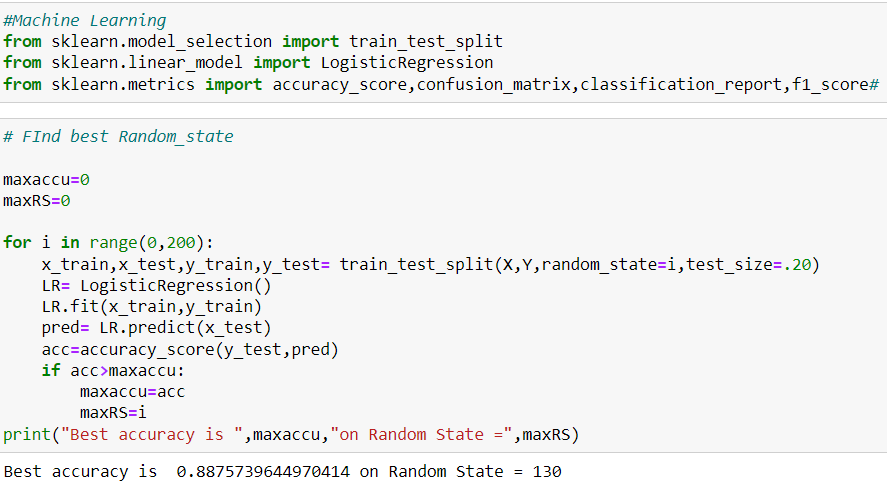 #Machine Learning
from sklearn.model_selection import train_test_split
from sklearn.linear_model import LogisticRegression
from sklearn.metrics import accuracy_score,confusion_matrix,classification_report,f1_score#
# FInd best Random_state
maxaccu=0
maxRS=0
for i in range(0,200):
    x_train,x_test,y_train,y_test= train_test_split(X,Y,random_state=i,test_size=.20)
    LR= LogisticRegression()
    LR.fit(x_train,y_train)
    pred= LR.predict(x_test)
    acc=accuracy_score(y_test,pred)
    if acc>maxaccu:
        maxaccu=acc
        maxRS=i
print("Best accuracy is ",maxaccu,"on Random State =",maxRS)
Best accuracy is  0.8875739644970414 on Random State = 130